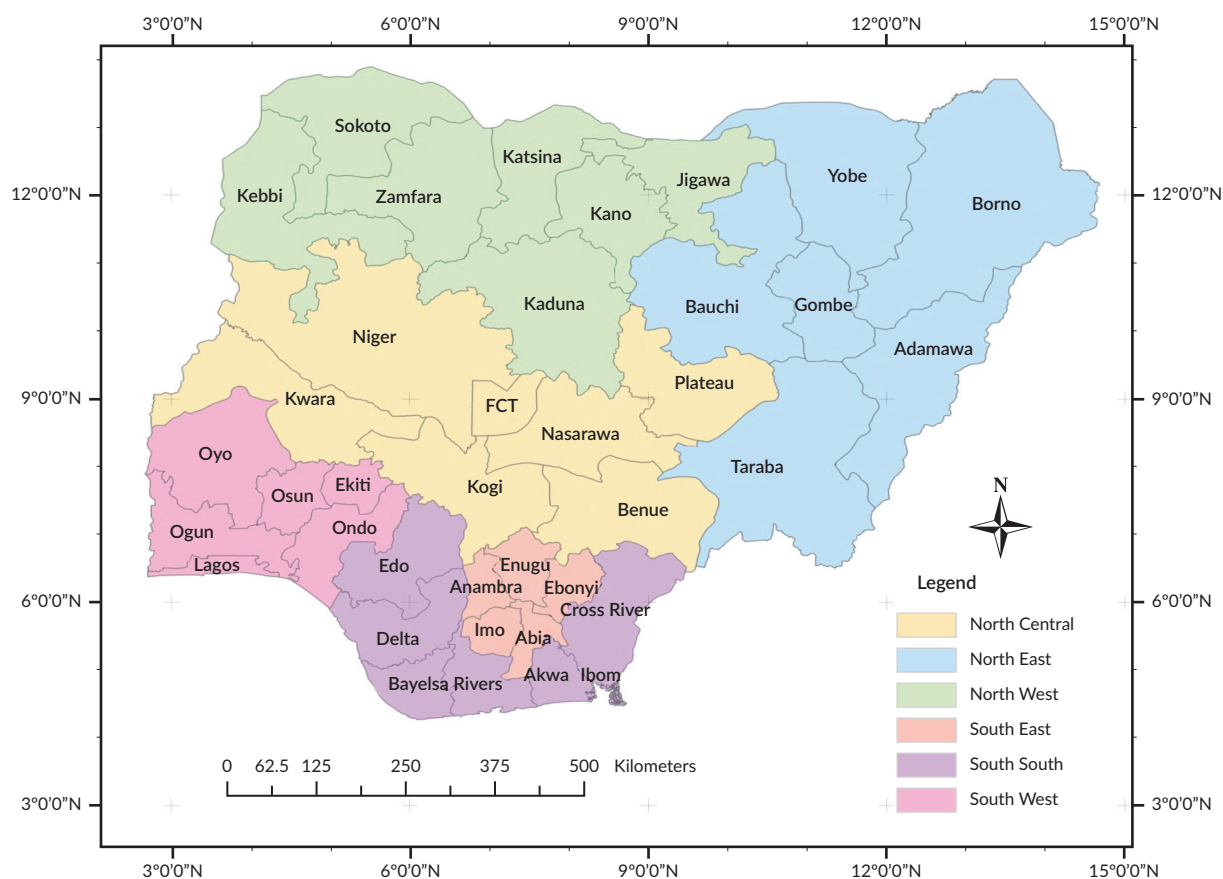 3°0'0"N 6°0'0"N 9°0'0"N 12°0'0"N 15°0'0"N
Sokoto
Katsina
Jigawa
Yobe
12°0'0"N
Kebbi
Zamfara
Kano
Borno
12°0'0"N
Kaduna
Bauchi
Gombe
Niger
Adamawa
Plateau
9°0'0"N
Kwara
FCT
9°0'0"N
Nasarawa
Oyo
Taraba
Osun
Ekiti
Kogi
N
Benue
Ogun
Ondo
Lagos
Edo
Enugu
Anambra
Ebonyi
Legend
6°0'0"N
Cross River
6°0'0"N
North Central
Imo
Abia
Delta
North East
Bayelsa
Rivers
Akwa Ibom
North West
South East
0 62.5 125 250 375 500 Kilometers
South South
South West
3°0'0"N
3°0'0"N
3°0'0"N 6°0'0"N 9°0'0"N 12°0'0"N 15°0'0"N